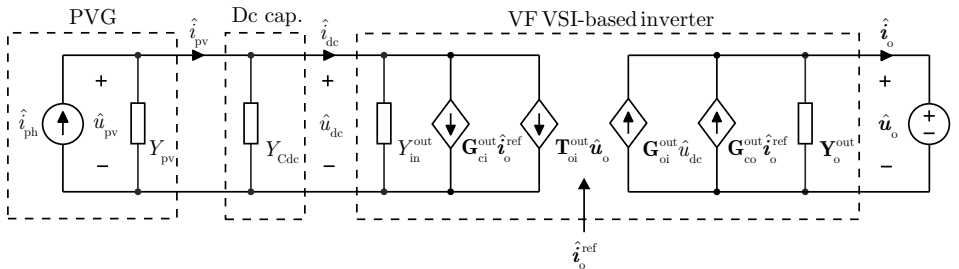 PVG
Dc cap.
VF VSI-based inverter
î_pv
î_dc
î_o
+
+
+
î_ph
û_pv
Y_pv
Y_Cdc
û_dc
Y_in^out
G_ci^out î_o^ref
T_oi^out û_o
G_oi^out û_dc
G_co^out î_o^ref
Y_o^out
û_o
+
−
−
−
−
î_o^ref